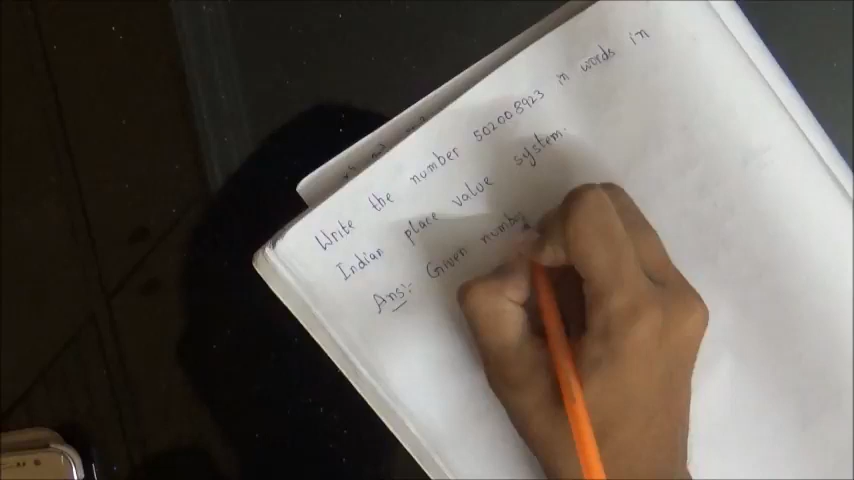 Write the number 502008923 in words in
Indian place value system.
Ans:- Given number